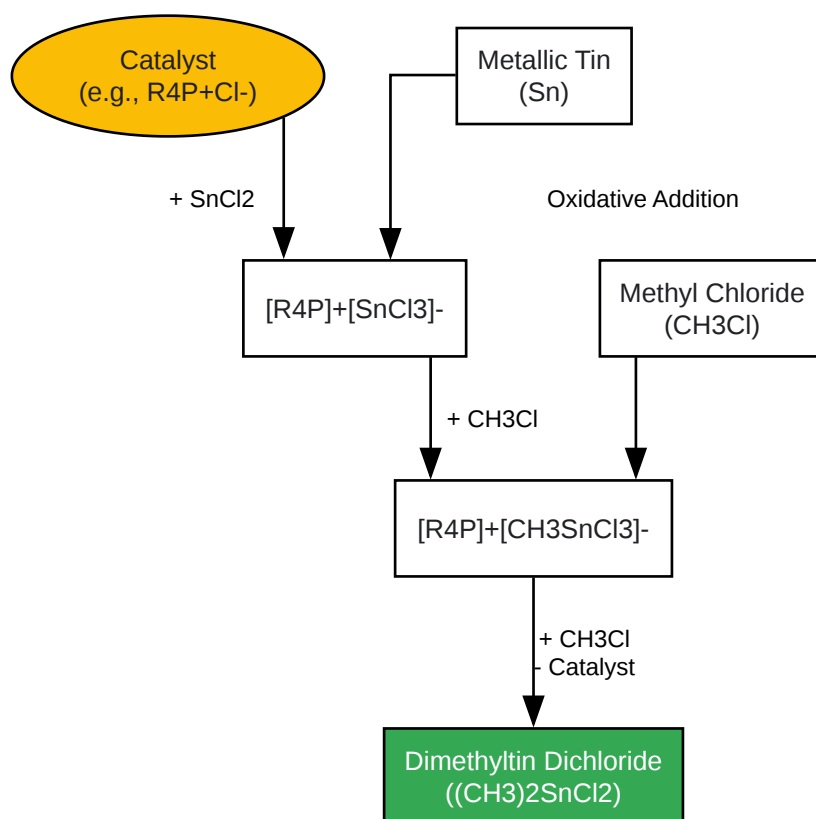 Catalyst
(e.g., R4P+Cl-)
Metallic Tin
(Sn)
+ SnCl2
Oxidative Addition
[R4P]+[SnCl3]-
Methyl Chloride
(CH3Cl)
+ CH3Cl
[R4P]+[CH3SnCl3]-
+ CH3Cl
- Catalyst
Dimethyltin Dichloride
((CH3)2SnCl2)